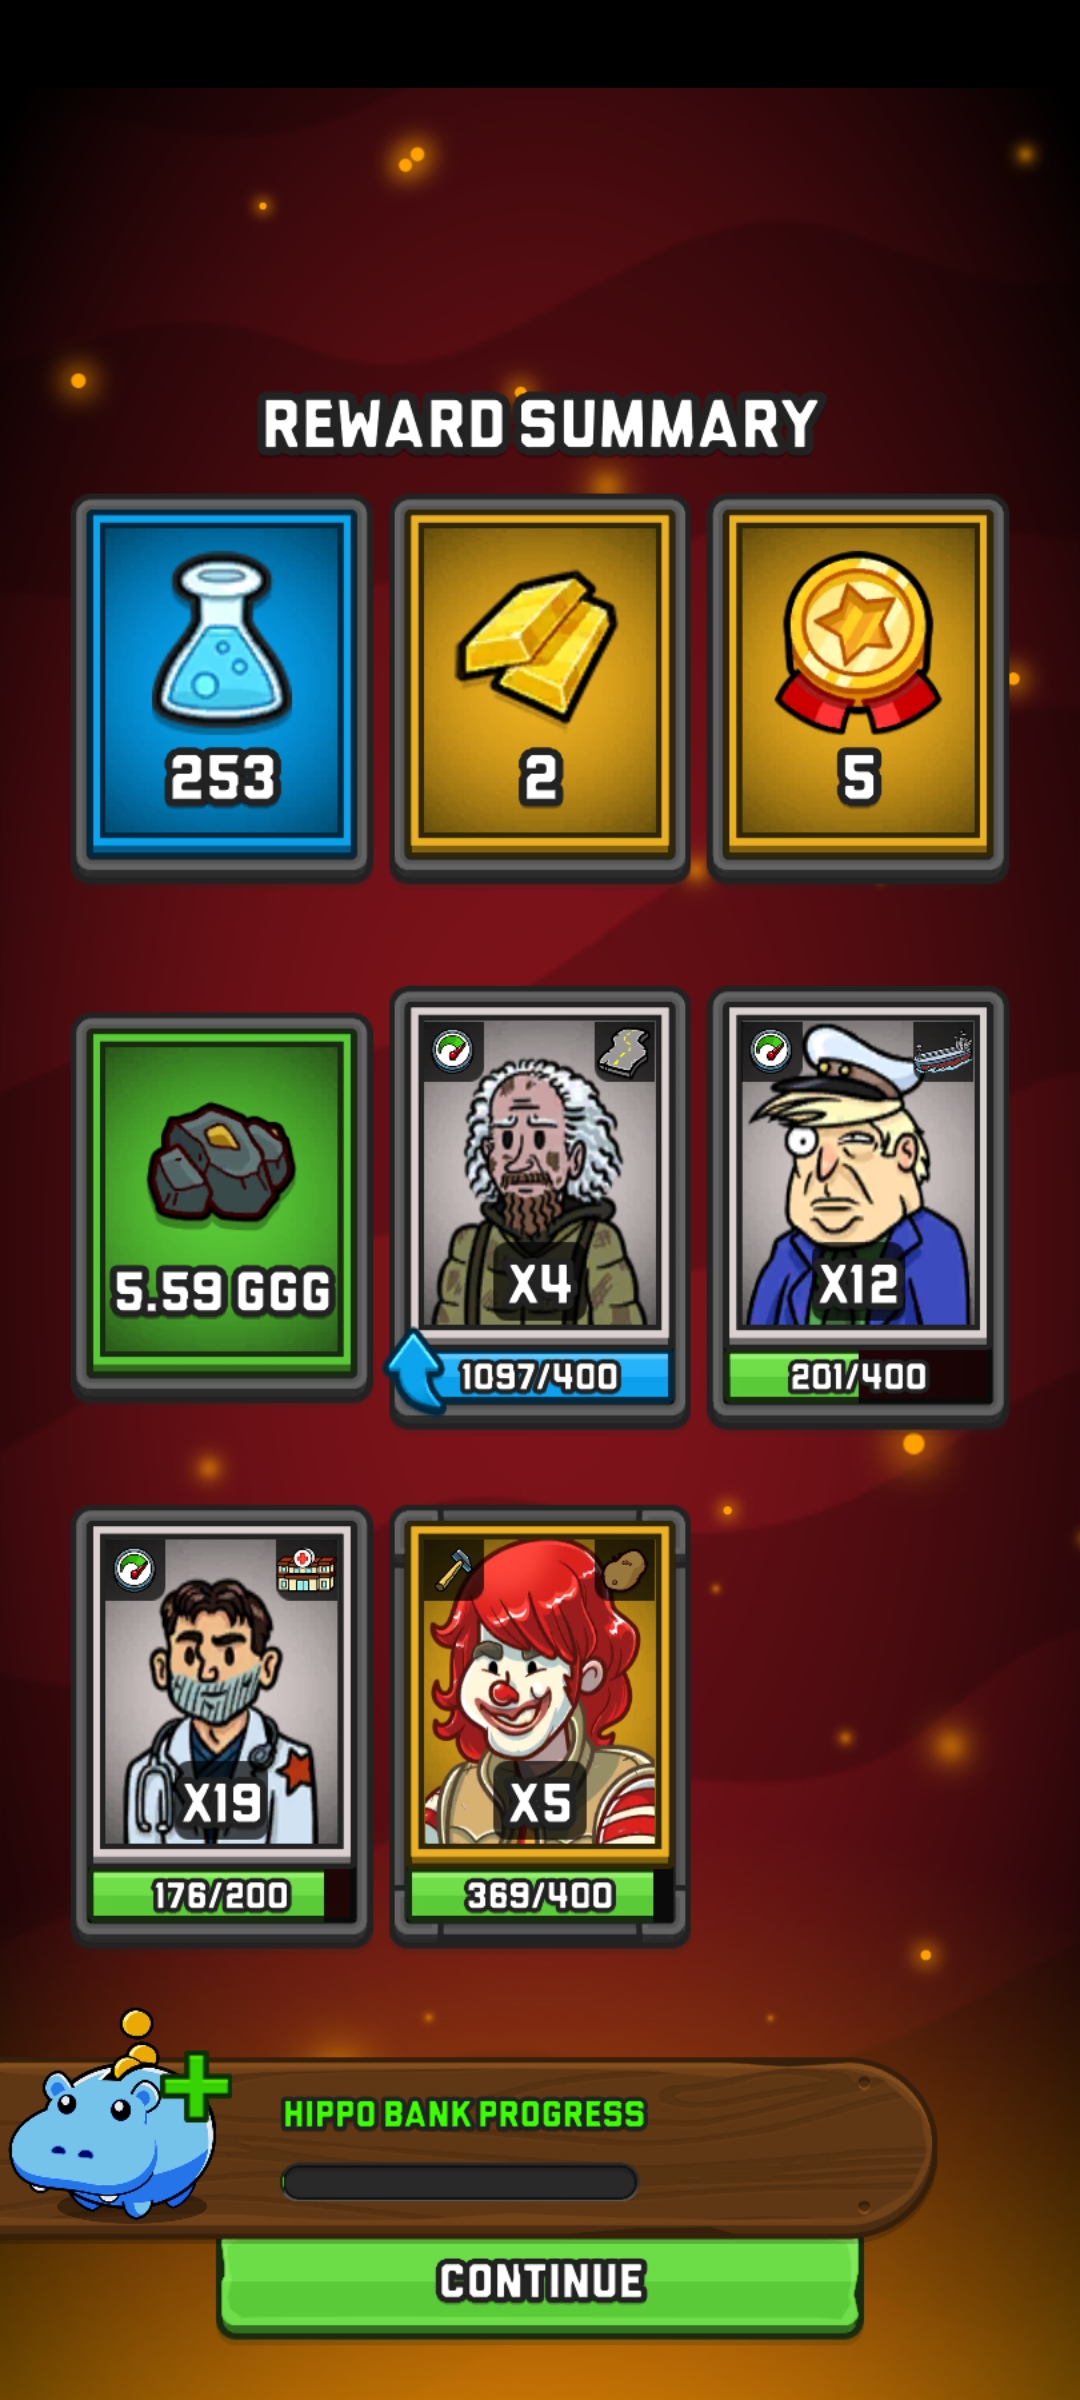 REWARD SUMMARY
253
2
5
5.59 GGG
X4
1097/400
X12
201/400
X19
176/200
X5
369/400
HIPPO BANK PROGRESS
CONTINUE